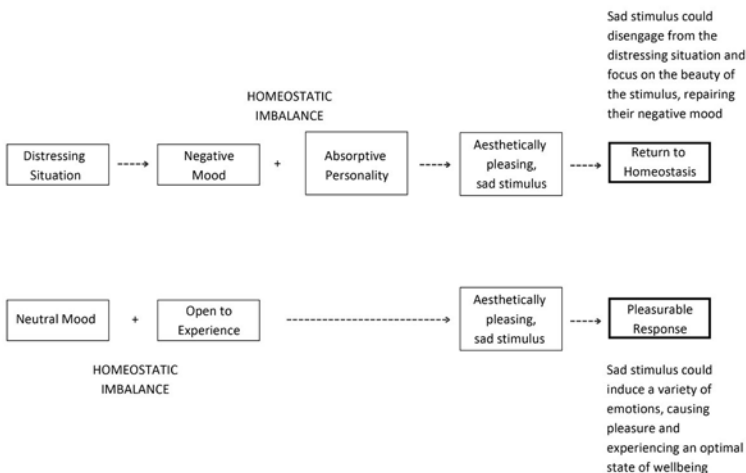 Sad stimulus could
disengage from the
distressing situation and
focus on the beauty of
the stimulus, repairing
their negative mood
HOMEOSTATIC
IMBALANCE
Distressing
Situation
Negative
Mood
+
Absorptive
Personality
Aesthetically
pleasing,
sad stimulus
Return to
Homeostasis
Neutral Mood
+
Open to
Experience
Aesthetically
pleasing,
sad stimulus
Pleasurable
Response
HOMEOSTATIC
IMBALANCE
Sad stimulus could
induce a variety of
emotions, causing
pleasure and
experiencing an optimal
state of wellbeing